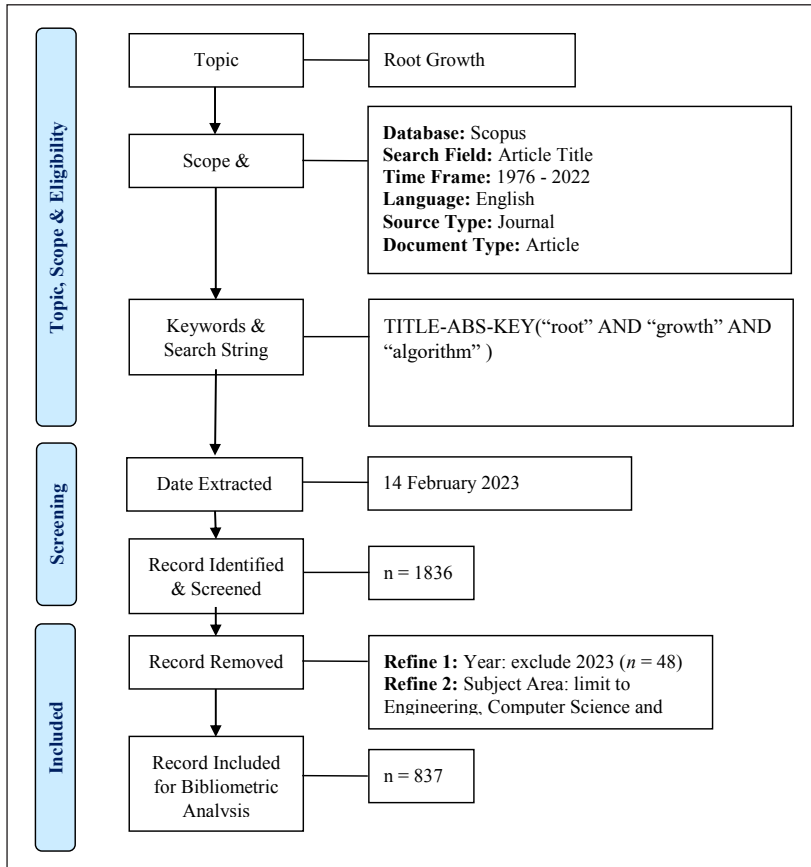 Topic, Scope & Eligibility
Topic
Root Growth
Scope &
Database: Scopus
Search Field: Article Title
Time Frame: 1976 - 2022
Language: English
Source Type: Journal
Document Type: Article
Keywords &
Search String
TITLE-ABS-KEY(“root” AND “growth” AND
“algorithm” )
Screening
Date Extracted
14 February 2023
Record Identified
& Screened
n = 1836
Included
Record Removed
Refine 1: Year: exclude 2023 (n = 48)
Refine 2: Subject Area: limit to
Engineering, Computer Science and
Record Included
for Bibliometric
Analysis
n = 837